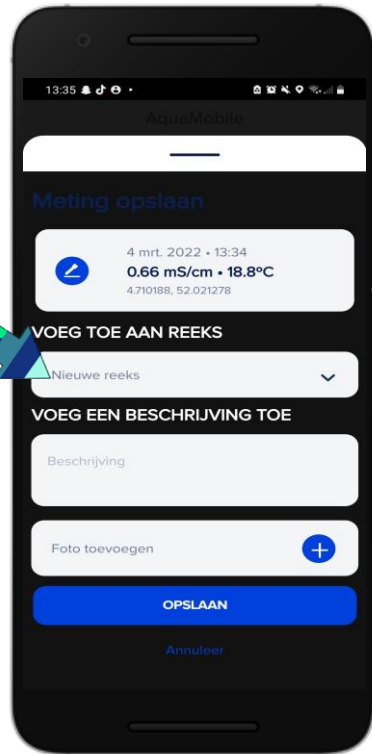 13:35
AquaMobile
Meting opslaan
4 mrt. 2022 • 13:34
0.66 mS/cm • 18.8ºC
4.710188, 52.021278
VOEG TOE AAN REEKS
Nieuwe reeks
VOEG EEN BESCHRIJVING TOE
Beschrijving
Foto toevoegen
OPSLAAN
Annuleer